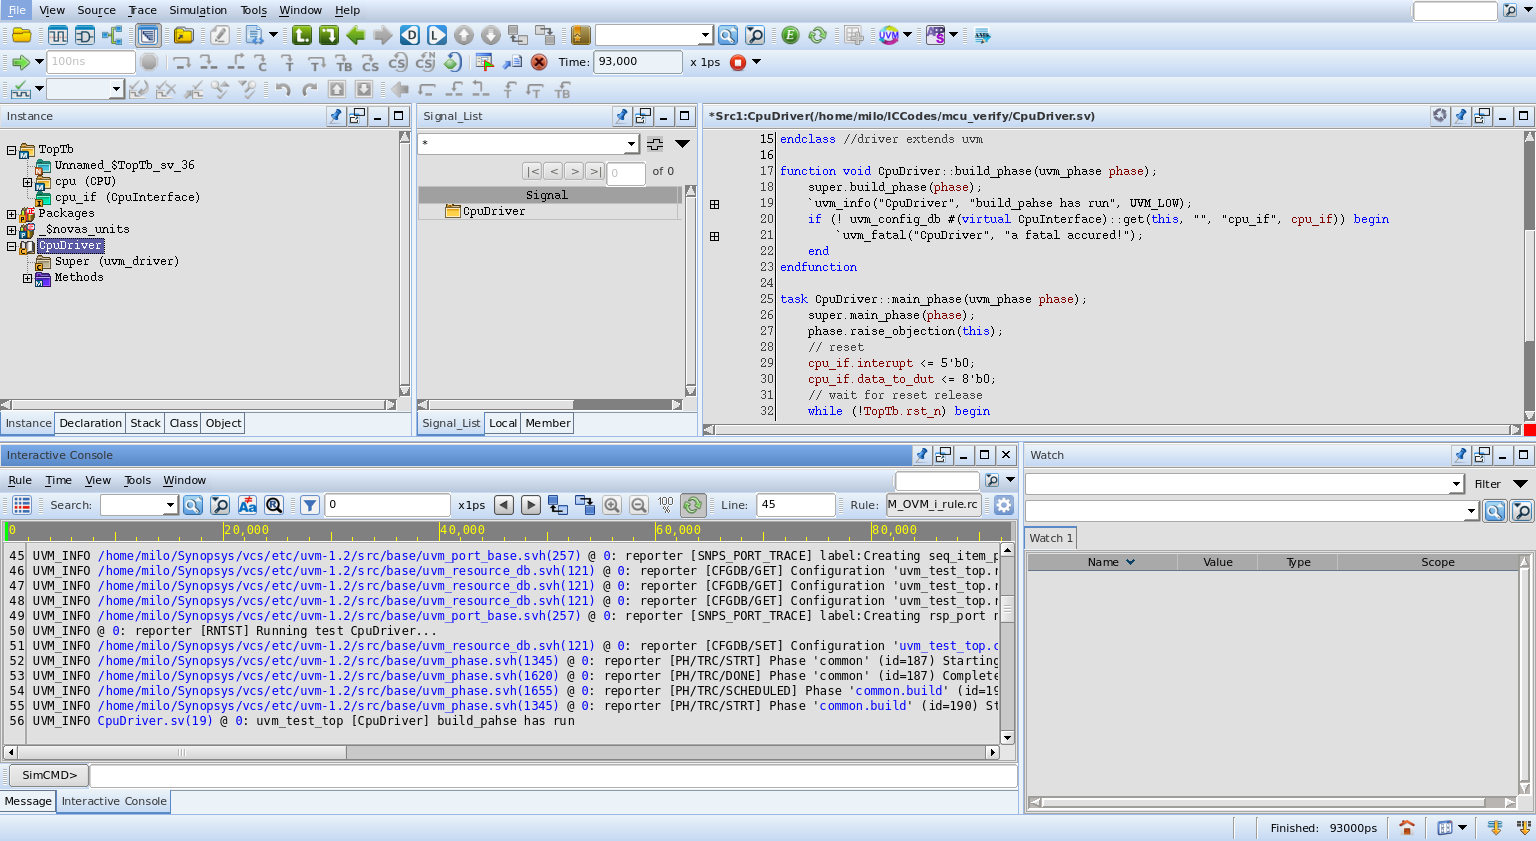 File View Source Trace Simulation Tools Window Help
100ns Time: 93,000 x 1ps
Instance
TopTb
Unnamed_$TopTb_sv_36
cpu (CPU)
cpu_if (CpuInterface)
Packages
_$novas_units
CpuDriver
Super (uvm_driver)
Methods
Instance Declaration Stack Class Object
Signal_List
*
|< < > >| 0 of 0
Signal
CpuDriver
Signal_List Local Member
*Src1:CpuDriver(/home/milo/ICCodes/mcu_verify/CpuDriver.sv)
15 endclass //driver extends uvm
16
17 function void CpuDriver::build_phase(uvm_phase phase);
18 super.build_phase(phase);
19 `uvm_info("CpuDriver", "build_pahse has run", UVM_LOW);
20 if (! uvm_config_db #(virtual CpuInterface)::get(this, "", "cpu_if", cpu_if)) begin
21 `uvm_fatal("CpuDriver", "a fatal accured!");
22 end
23 endfunction
24
25 task CpuDriver::main_phase(uvm_phase phase);
26 super.main_phase(phase);
27 phase.raise_objection(this);
28 // reset
29 cpu_if.interupt <= 5'b0;
30 cpu_if.data_to_dut <= 8'b0;
31 // wait for reset release
32 while (!TopTb.rst_n) begin
Interactive Console
Rule Time View Tools Window
Search: 0 x1ps 100 % Line: 45 Rule: M_OVM_i_rule.rc
0 20,000 40,000 60,000 80,000
45 UVM_INFO /home/milo/Synopsys/vcs/etc/uvm-1.2/src/base/uvm_port_base.svh(257) @ 0: reporter [SNPS_PORT_TRACE] label:Creating seq_item_p
46 UVM_INFO /home/milo/Synopsys/vcs/etc/uvm-1.2/src/base/uvm_resource_db.svh(121) @ 0: reporter [CFGDB/GET] Configuration 'uvm_test_top.r
47 UVM_INFO /home/milo/Synopsys/vcs/etc/uvm-1.2/src/base/uvm_resource_db.svh(121) @ 0: reporter [CFGDB/GET] Configuration 'uvm_test_top.r
48 UVM_INFO /home/milo/Synopsys/vcs/etc/uvm-1.2/src/base/uvm_resource_db.svh(121) @ 0: reporter [CFGDB/GET] Configuration 'uvm_test_top.r
49 UVM_INFO /home/milo/Synopsys/vcs/etc/uvm-1.2/src/base/uvm_port_base.svh(257) @ 0: reporter [SNPS_PORT_TRACE] label:Creating rsp_port
50 UVM_INFO @ 0: reporter [RNTST] Running test CpuDriver...
51 UVM_INFO /home/milo/Synopsys/vcs/etc/uvm-1.2/src/base/uvm_resource_db.svh(121) @ 0: reporter [CFGDB/SET] Configuration 'uvm_test_top.c
52 UVM_INFO /home/milo/Synopsys/vcs/etc/uvm-1.2/src/base/uvm_phase.svh(1345) @ 0: reporter [PH/TRC/STRT] Phase 'common' (id=187) Starting
53 UVM_INFO /home/milo/Synopsys/vcs/etc/uvm-1.2/src/base/uvm_phase.svh(1620) @ 0: reporter [PH/TRC/DONE] Phase 'common' (id=187) Complete
54 UVM_INFO /home/milo/Synopsys/vcs/etc/uvm-1.2/src/base/uvm_phase.svh(1655) @ 0: reporter [PH/TRC/SCHEDULED] Phase 'common.build' (id=19
55 UVM_INFO /home/milo/Synopsys/vcs/etc/uvm-1.2/src/base/uvm_phase.svh(1345) @ 0: reporter [PH/TRC/STRT] Phase 'common.build' (id=190) St
56 UVM_INFO CpuDriver.sv(19) @ 0: uvm_test_top [CpuDriver] build_pahse has run
SimCMD>
Message Interactive Console
Watch
Filter
Watch 1
Name Value Type Scope
Finished: 93000ps